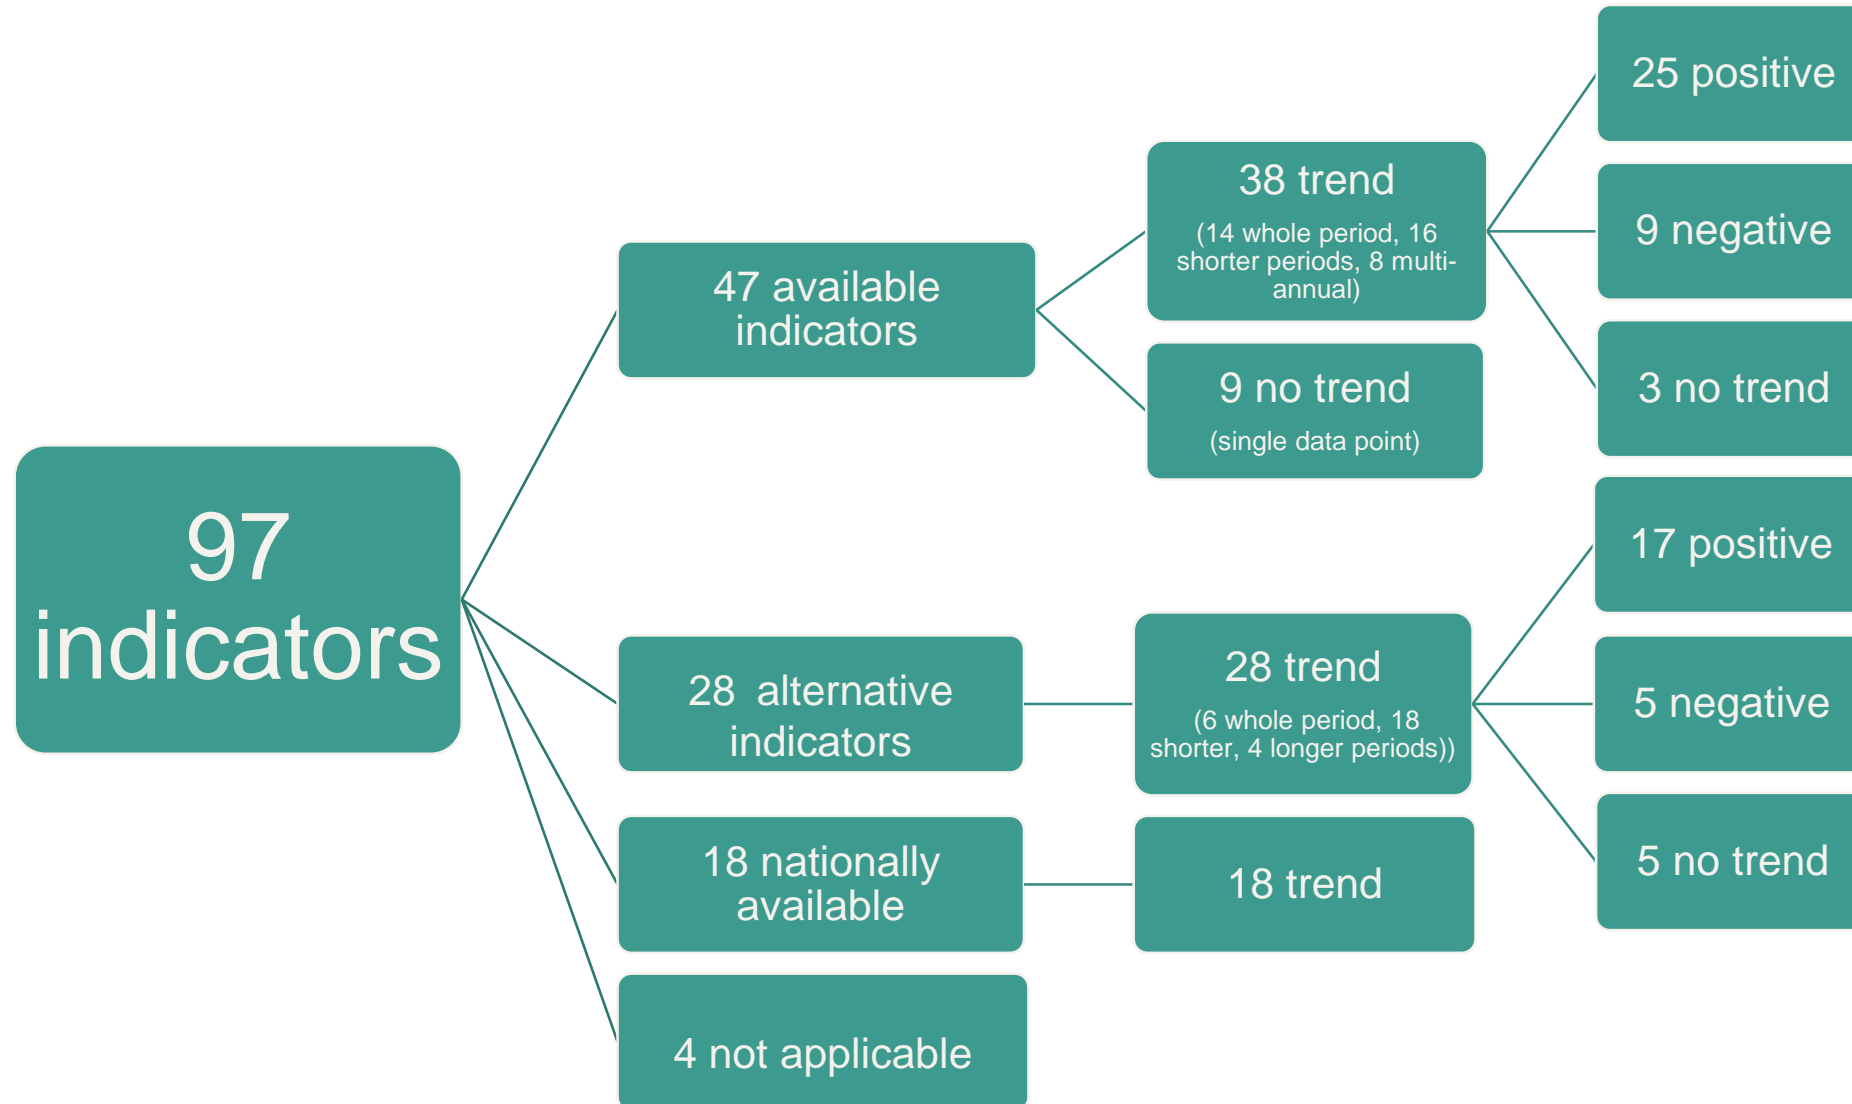 97
indicators
47 available
indicators
28 alternative
indicators
18 nationally
available
4 not applicable
38 trend
(14 whole period, 16
shorter periods, 8 multi-
annual)
9 no trend
(single data point)
28 trend
(6 whole period, 18
shorter, 4 longer periods))
18 trend
25 positive
9 negative
3 no trend
17 positive
5 negative
5 no trend